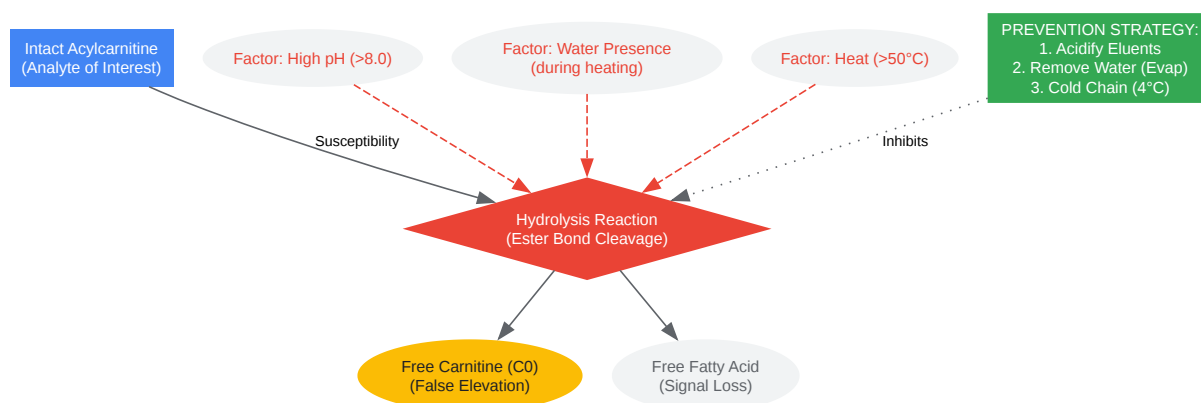 Intact Acylcarnitine
(Analyte of Interest)
Factor: High pH (>8.0)
Factor: Water Presence
(during heating)
Factor: Heat (>50°C)
PREVENTION STRATEGY:
1. Acidify Eluents
2. Remove Water (Evap)
3. Cold Chain (4°C)
Susceptibility
Inhibits
Hydrolysis Reaction
(Ester Bond Cleavage)
Free Carnitine (C0)
(False Elevation)
Free Fatty Acid
(Signal Loss)